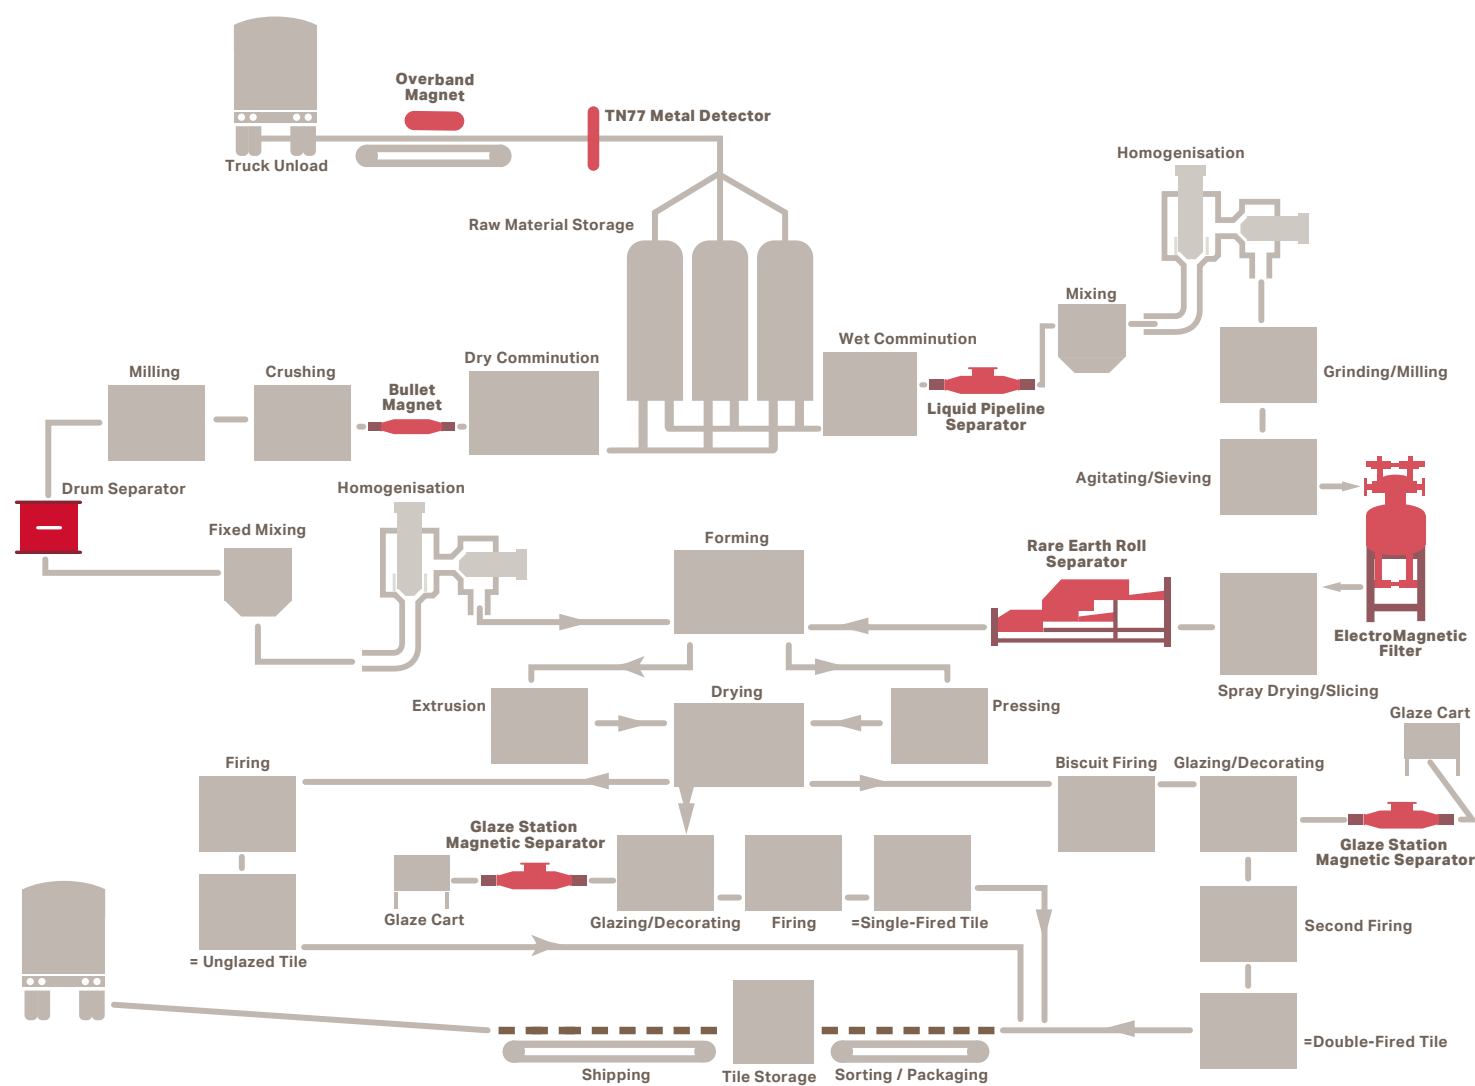 Overband
Magnet
TN77 Metal Detector
Truck Unload
Homogenisation
Raw Material Storage
Mixing
Wet Comminution
Dry Comminution
Milling
Crushing
Bullet
Magnet
Liquid Pipeline
Separator
Grinding/Milling
Agitating/Sieving
Drum Separator
Homogenisation
Fixed Mixing
Forming
Rare Earth Roll
Separator
ElectroMagnetic
Filter
Spray Drying/Slicing
Extrusion
Drying
Pressing
Glaze Cart
Firing
Biscuit Firing
Glazing/Decorating
Glaze Station
Magnetic Separator
Glaze Station
Magnetic Separator
Glaze Cart
Glazing/Decorating
Firing
=Single-Fired Tile
Second Firing
= Unglazed Tile
=Double-Fired Tile
Shipping
Tile Storage
Sorting / Packaging